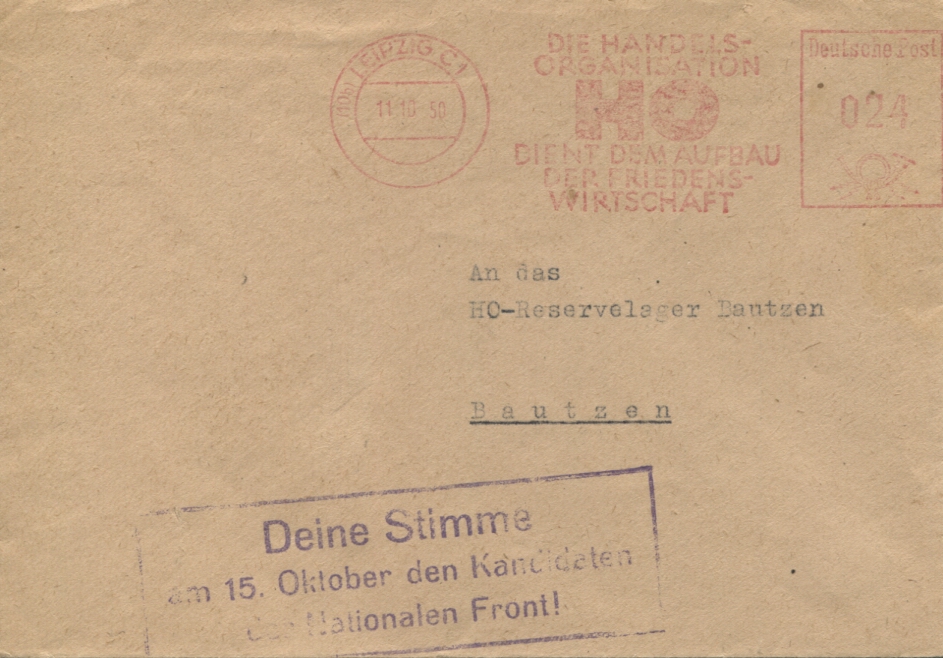 (10b) LEIPZIG C1
11.10.50
DIE HANDELS-
ORGANISATION
HO
DIENT DEM AUFBAU
DER FRIEDENS-
WIRTSCHAFT
Deutsche Post
024
An das
HO-Reservelager Bautzen
Bautzen
Deine Stimme
am 15. Oktober den Kandidaten
der Nationalen Front!